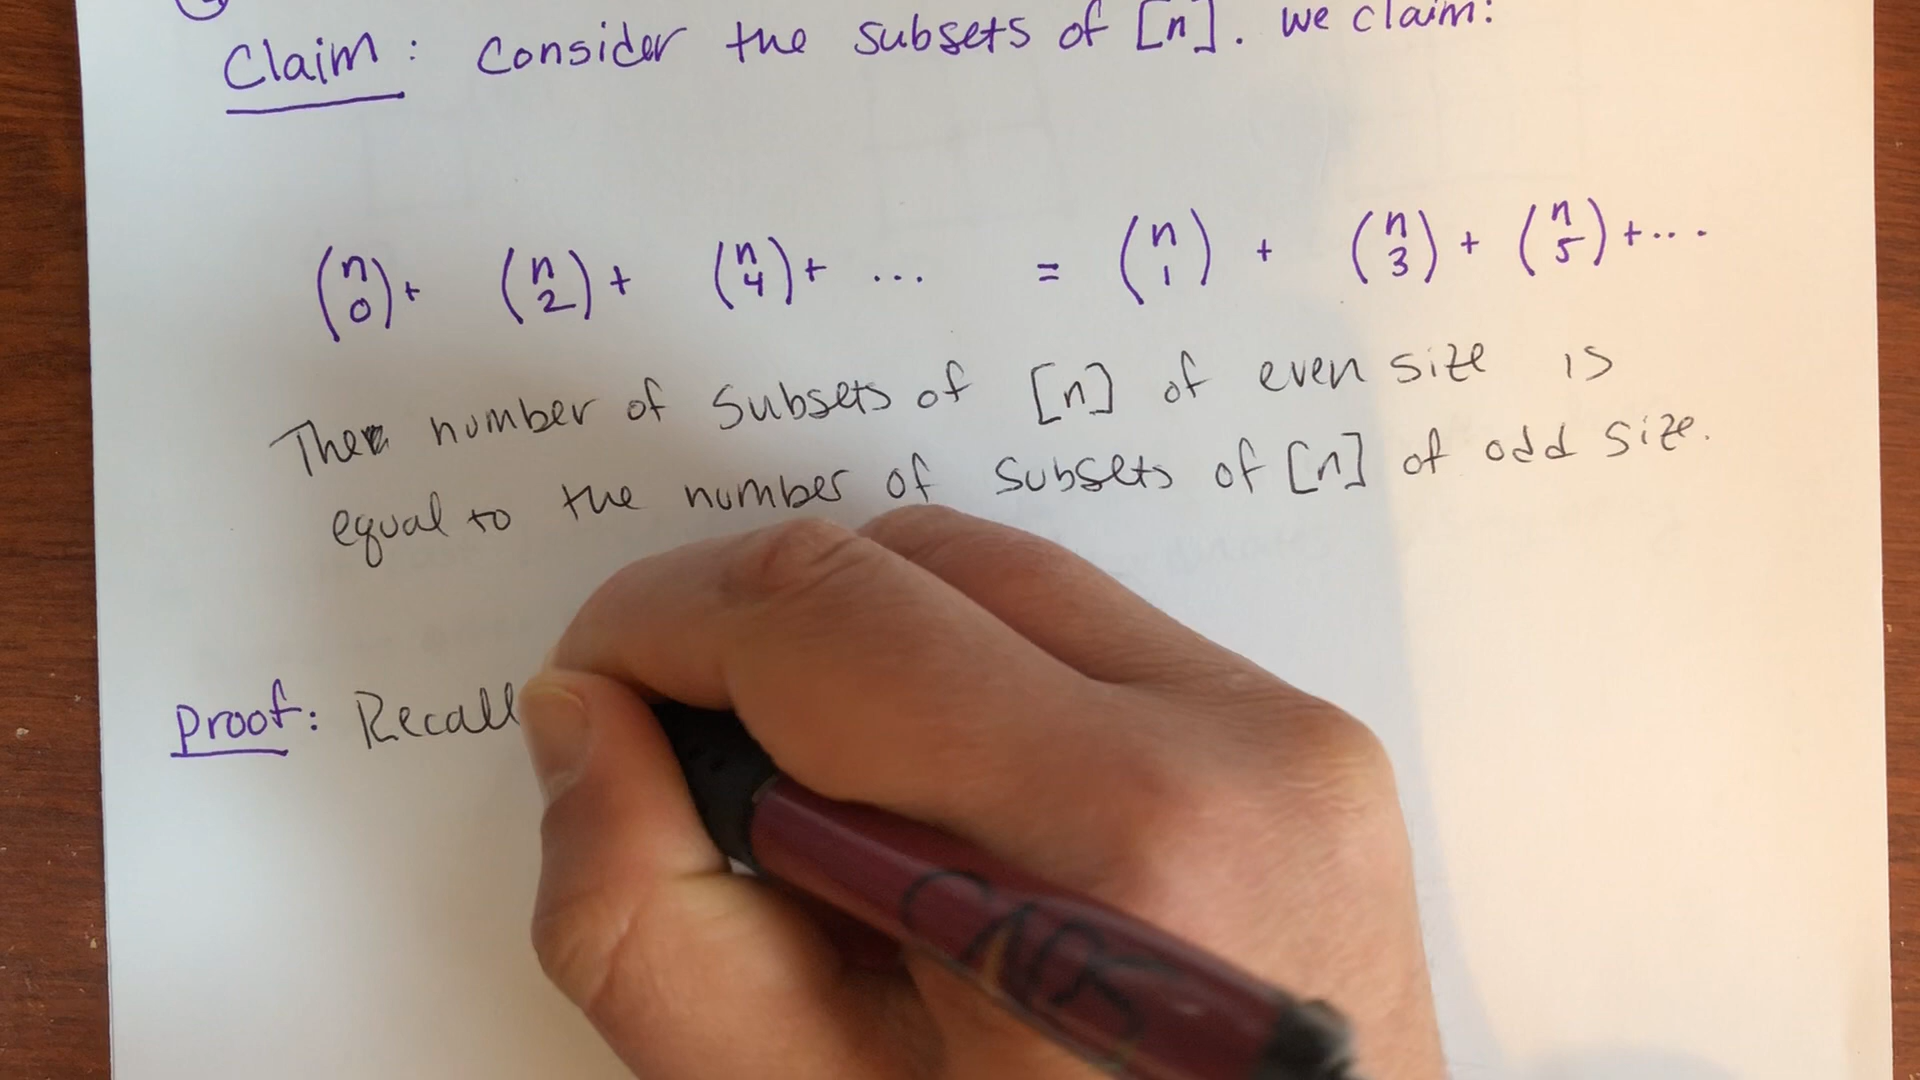 Claim: Consider the subsets of [n]. We claim:
(n 0) + (n 2) + (n 4) + ... = (n 1) + (n 3) + (n 5) + ...
The number of subsets of [n] of even size is
equal to the number of subsets of [n] of odd size.
Proof: Recall